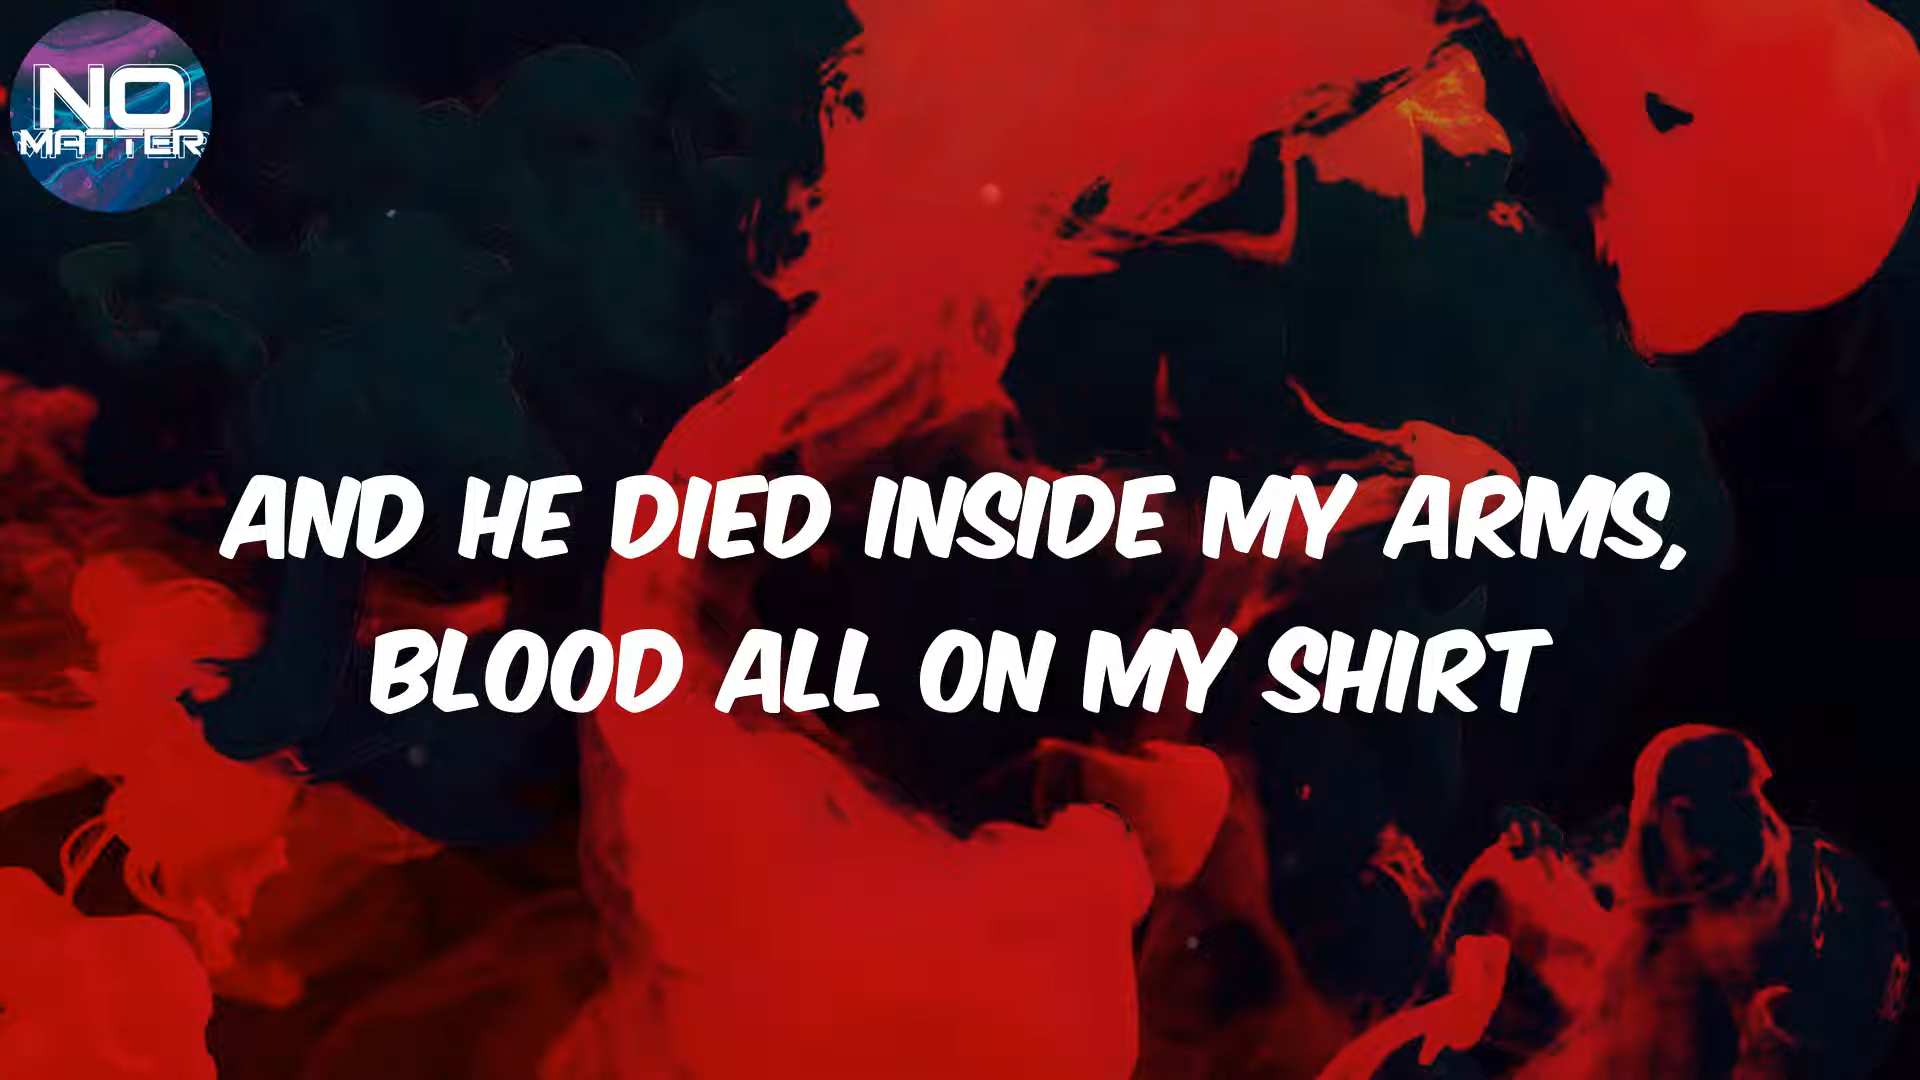 NO
MATTER
AND HE DIED INSIDE MY ARMS,
BLOOD ALL ON MY SHIRT